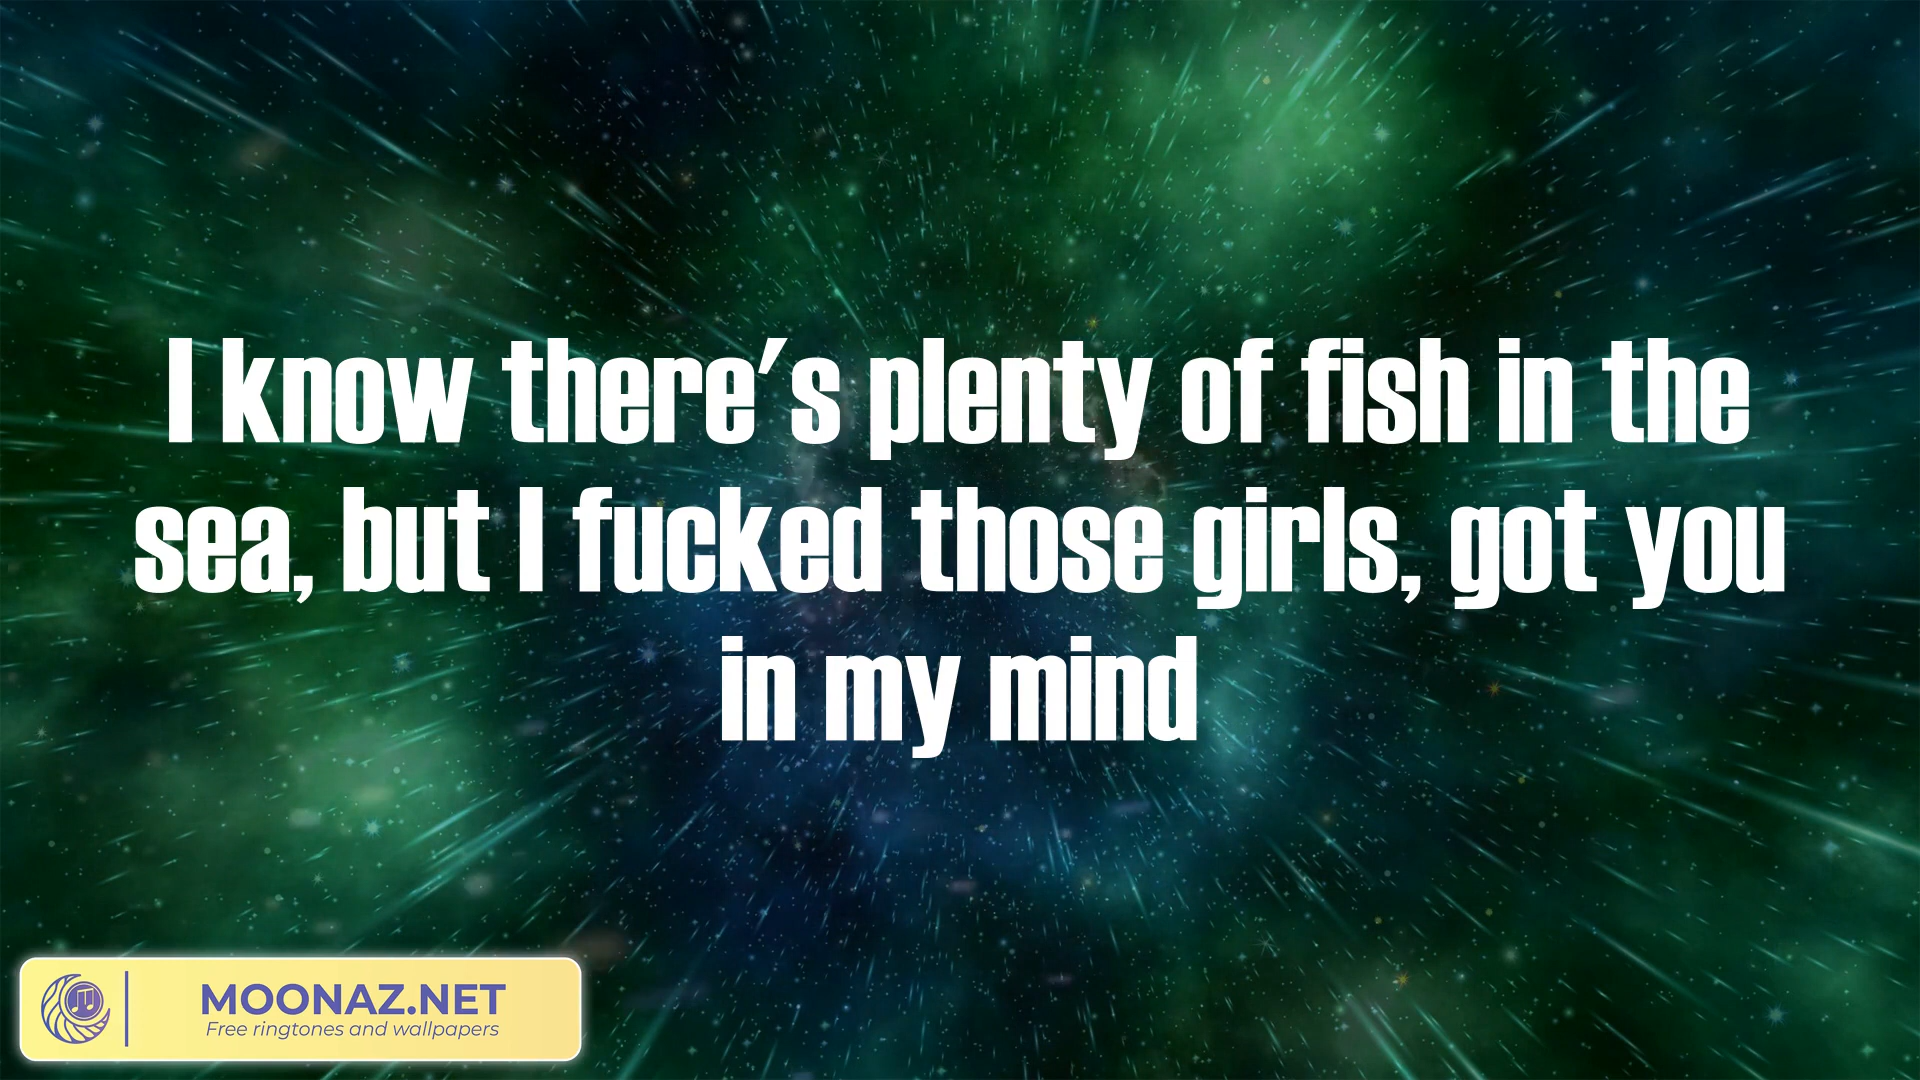 I know there's plenty of fish in the
sea, but I fucked those girls, got you
in my mind
MOONAZ.NET
Free ringtones and wallpapers